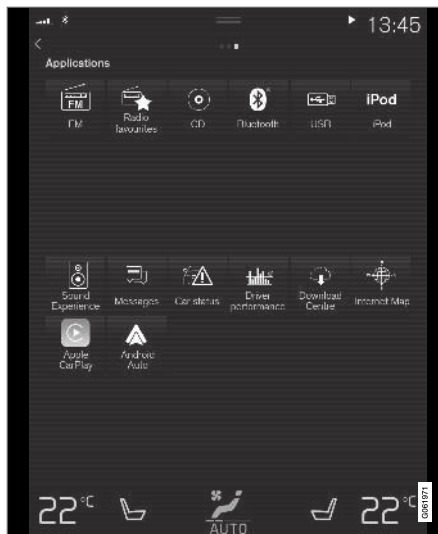 13:45
Applications
FM
FM
Radio
favourites
CD
Bluetooth
USB
iPod
iPod
Sound
Experience
Messages
Car status
Driver
performance
Download
Centre
Internet Map
Apple
CarPlay
Android
Auto
22°C
AUTO
22°C
G061971